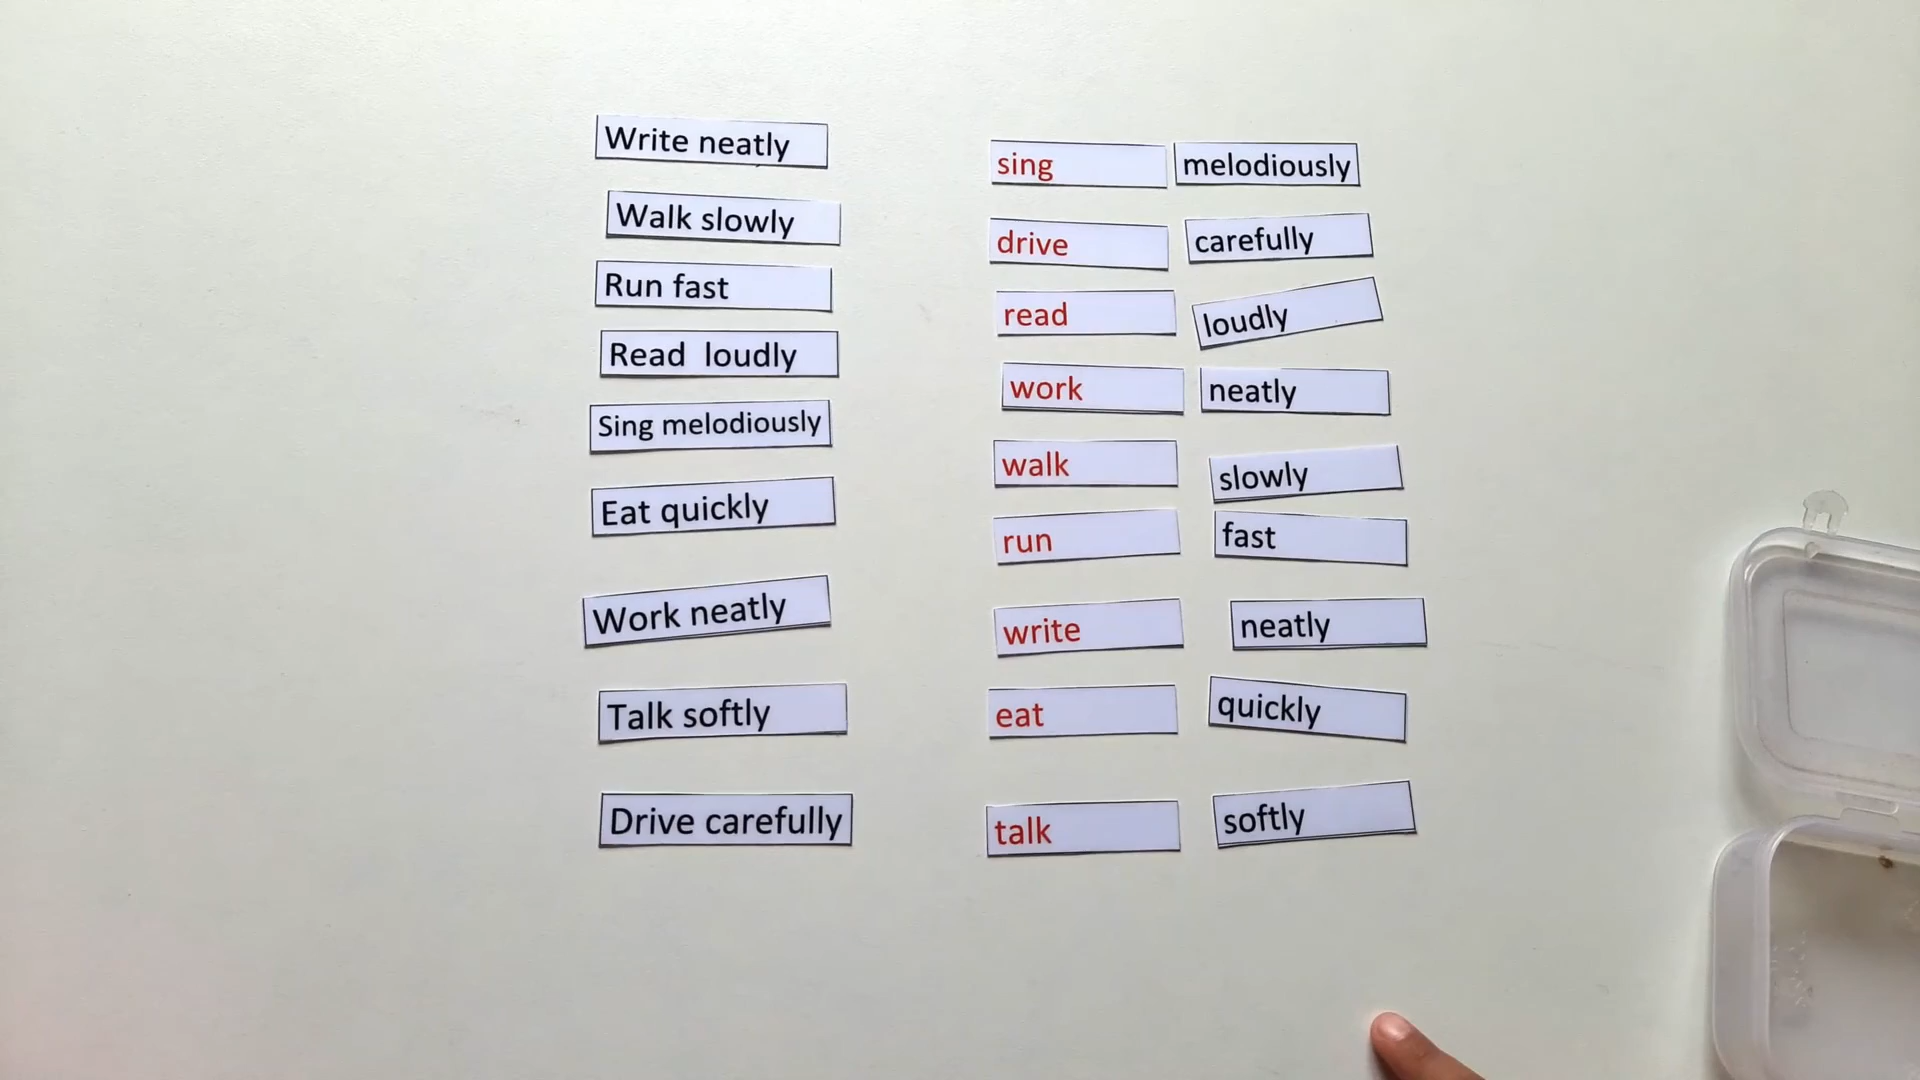 Write neatly
Walk slowly
Run fast
Read loudly
Sing melodiously
Eat quickly
Work neatly
Talk softly
Drive carefully
sing melodiously
drive carefully
read loudly
work neatly
walk slowly
run fast
write neatly
eat quickly
talk softly